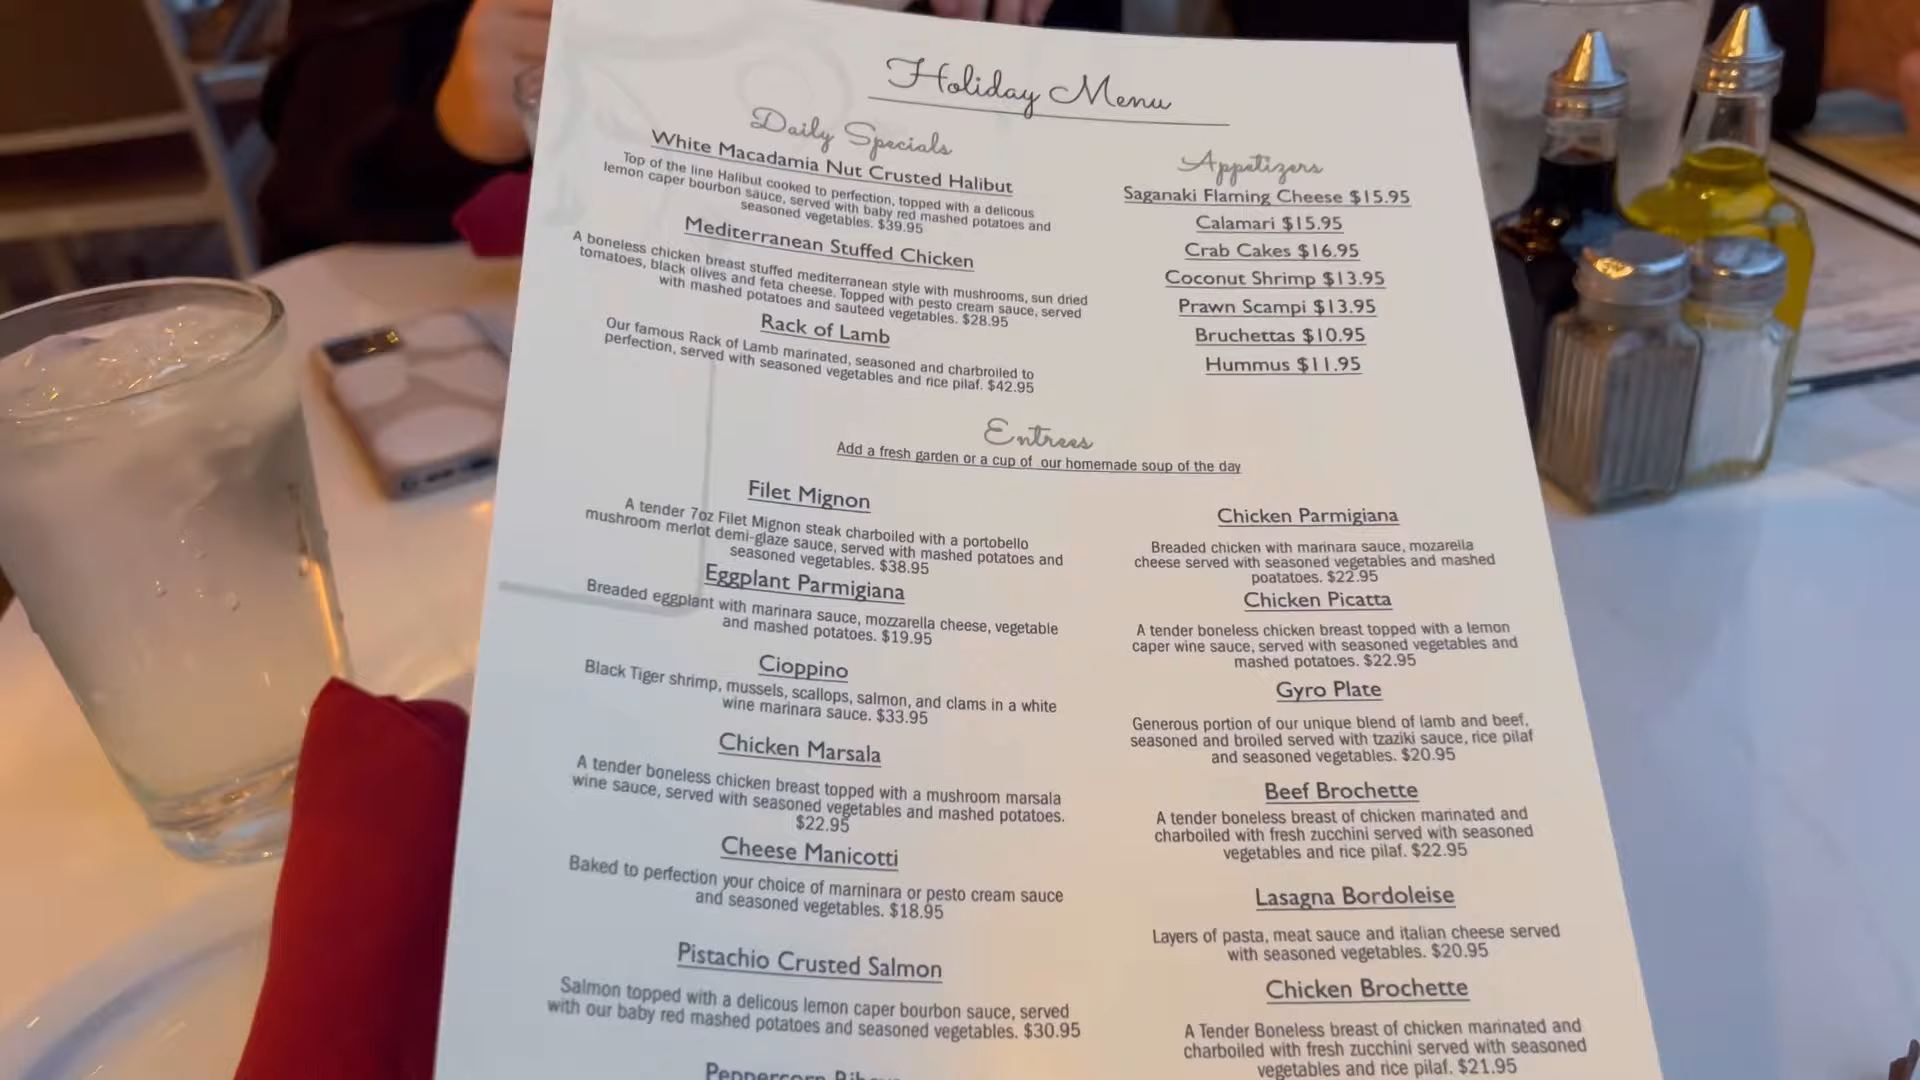 Holiday Menu
Daily Specials
White Macadamia Nut Crusted Halibut
Top of the line Halibut cooked to perfection, topped with a delicous
lemon caper bourbon sauce, served with baby red mashed potatoes and
seasoned vegetables. $39.95
Mediterranean Stuffed Chicken
A boneless chicken breast stuffed mediterranean style with mushrooms, sun dried
tomatoes, black olives and feta cheese. Topped with pesto cream sauce, served
with mashed potatoes and sauteed vegetables. $28.95
Rack of Lamb
Our famous Rack of Lamb marinated, seasoned and charbroiled to
perfection, served with seasoned vegetables and rice pilaf. $42.95
Appetizers
Saganaki Flaming Cheese $15.95
Calamari $15.95
Crab Cakes $16.95
Coconut Shrimp $13.95
Prawn Scampi $13.95
Bruchettas $10.95
Hummus $11.95
Entrees
Add a fresh garden or a cup of our homemade soup of the day
Filet Mignon
A tender 7oz Filet Mignon steak charboiled with a portobello
mushroom merlot demi-glaze sauce, served with mashed potatoes and
seasoned vegetables. $38.95
Eggplant Parmigiana
Breaded eggplant with marinara sauce, mozzarella cheese, vegetable
and mashed potatoes. $19.95
Cioppino
Black Tiger shrimp, mussels, scallops, salmon, and clams in a white
wine marinara sauce. $33.95
Chicken Marsala
A tender boneless chicken breast topped with a mushroom marsala
wine sauce, served with seasoned vegetables and mashed potatoes.
$22.95
Cheese Manicotti
Baked to perfection your choice of marninara or pesto cream sauce
and seasoned vegetables. $18.95
Pistachio Crusted Salmon
Salmon topped with a delicous lemon caper bourbon sauce, served
with our baby red mashed potatoes and seasoned vegetables. $30.95
Peppercorn
Chicken Parmigiana
Breaded chicken with marinara sauce, mozarella
cheese served with seasoned vegetables and mashed
poatatoes. $22.95
Chicken Picatta
A tender boneless chicken breast topped with a lemon
caper wine sauce, served with seasoned vegetables and
mashed potatoes. $22.95
Gyro Plate
Generous portion of our unique blend of lamb and beef,
seasoned and broiled served with tzaziki sauce, rice pilaf
and seasoned vegetables. $20.95
Beef Brochette
A tender boneless breast of chicken marinated and
charboiled with fresh zucchini served with seasoned
vegetables and rice pilaf. $22.95
Lasagna Bordoleise
Layers of pasta, meat sauce and italian cheese served
with seasoned vegetables. $20.95
Chicken Brochette
A Tender Boneless breast of chicken marinated and
charboiled with fresh zucchini served with seasoned
vegetables and rice pilaf. $21.95